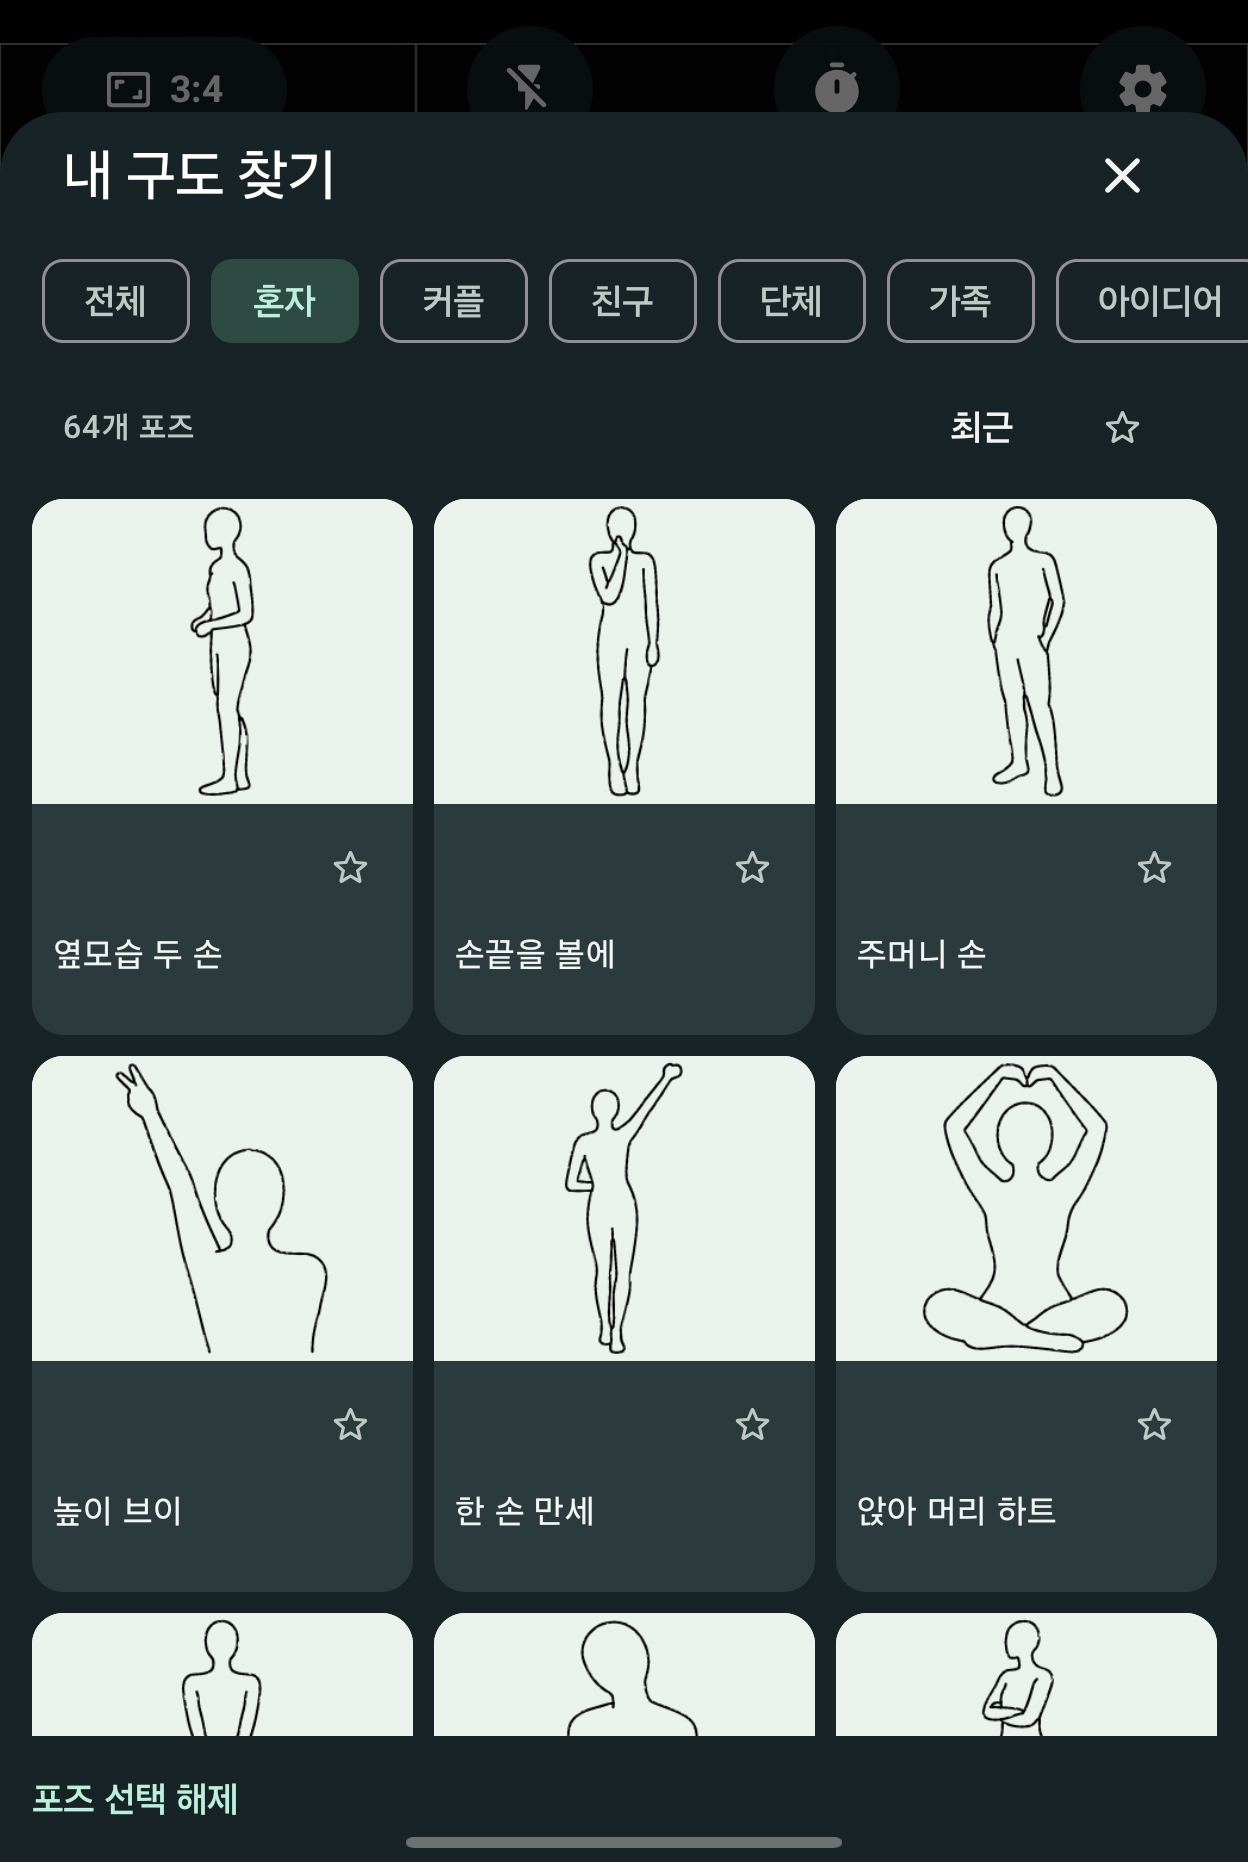 3:4
내 구도 찾기
전체 혼자 커플 친구 단체 가족 아이디어
64개 포즈 최근
옆모습 두 손 손끝을 볼에 주머니 손
높이 브이 한 손 만세 앉아 머리 하트
포즈 선택 해제